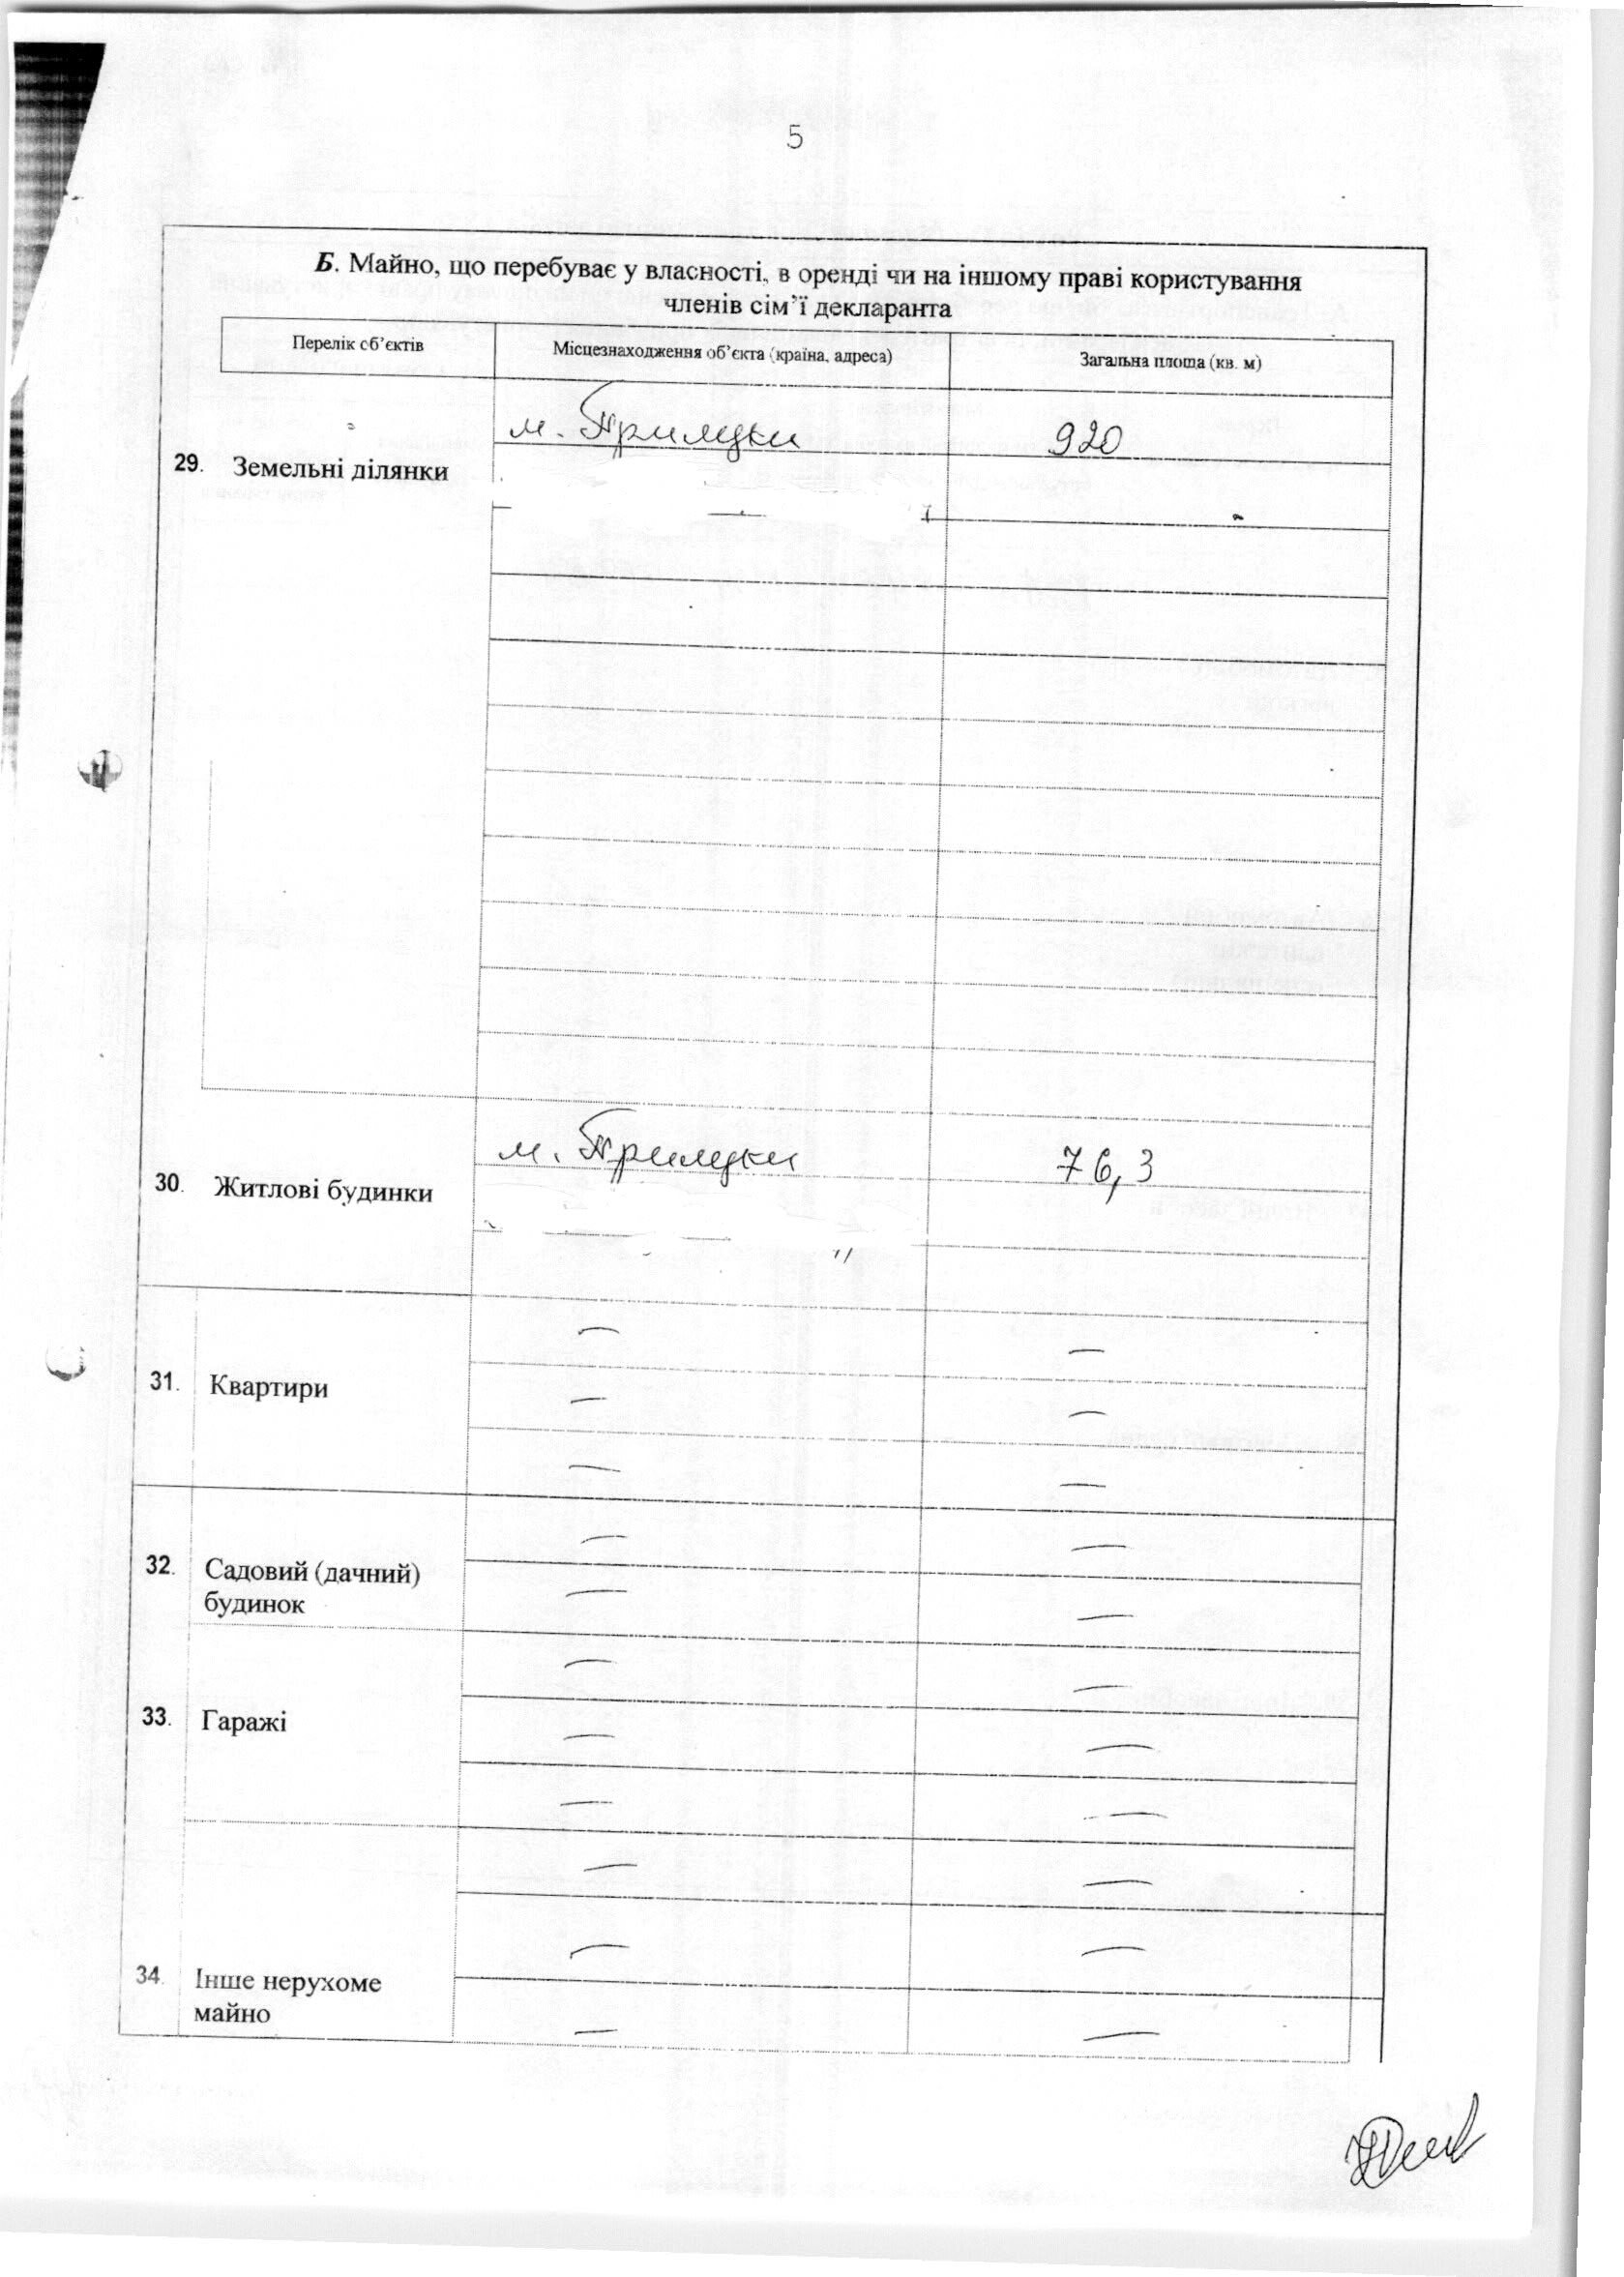 5
Б. Майно, що перебуває у власності, в оренді чи на іншому праві користування
членів сім’ї декларанта
Перелік об’єктів Місцезнаходження об’єкта (країна, адреса) Загальна площа (кв. м)
м. Прилуки 920
29. Земельні ділянки
— -
м. Прилуки 76,3
30. Житлові будинки
— —
31. Квартири
— —
— —
— —
32. Садовий (дачний)
будинок
— —
— —
33. Гаражі
— —
— —
— —
— —
34. Інше нерухоме
майно
— —